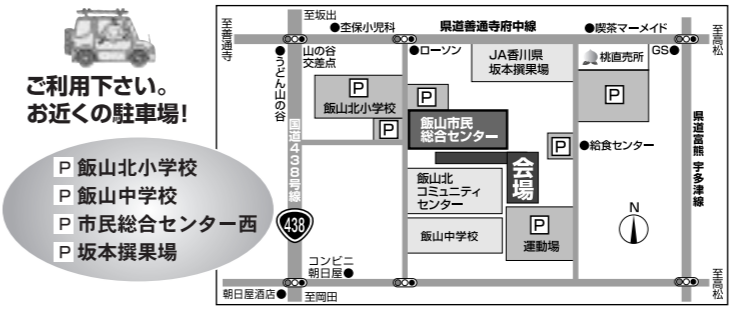 ご利用下さい。
お近くの駐車場!
P 飯山北小学校
P 飯山中学校
P 市民総合センター西
P 坂本撰果場
至坂出
至善通寺
●杢保小児科
県道善通寺府中線
●喫茶マーメイド
至高松
●うどん山の谷
山の谷
交差点
●ローソン
JA香川県
坂本撰果場
桃直売所
GS●
P
飯山北小学校
P
P
P
飯山市民
総合センター
国道438号線
438
会場
P
●給食センター
県道富熊 宇多津線
飯山北
コミュニティ
センター
飯山中学校
P
運動場
N
コンビニ
朝日屋●
朝日屋酒店●
至岡田
至高松